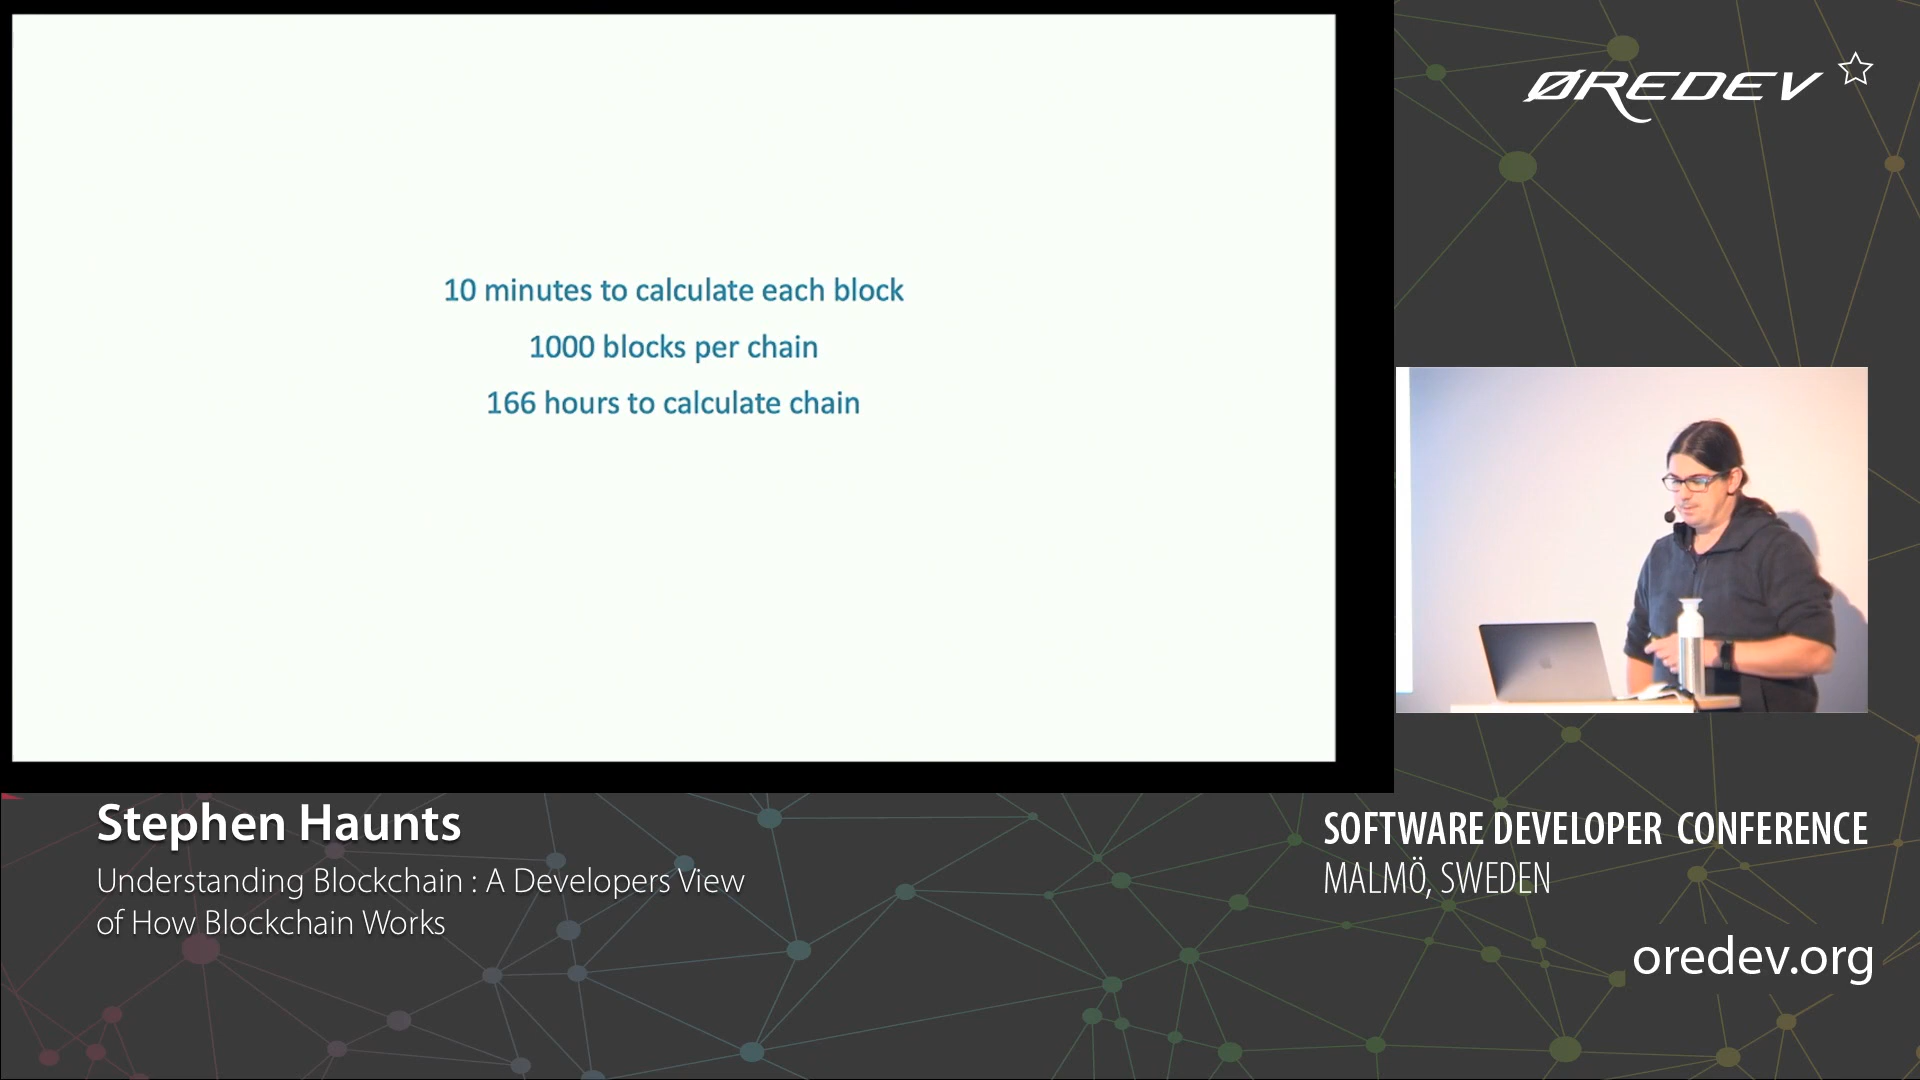 10 minutes to calculate each block
1000 blocks per chain
166 hours to calculate chain
ØREDEV
Stephen Haunts
Understanding Blockchain : A Developers View
of How Blockchain Works
SOFTWARE DEVELOPER CONFERENCE
MALMÖ, SWEDEN
oredev.org